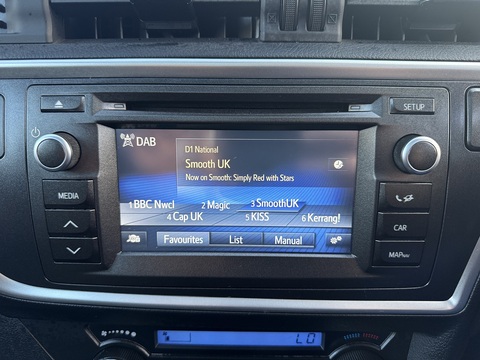 SETUP
DAB
D1 National
Smooth UK
Now on Smooth: Simply Red with Stars
MEDIA
1 BBC Nwcl 2 Magic 3 SmoothUK
4 Cap UK 5 KISS 6 Kerrang!
CAR
Favourites List Manual
MAP
LO